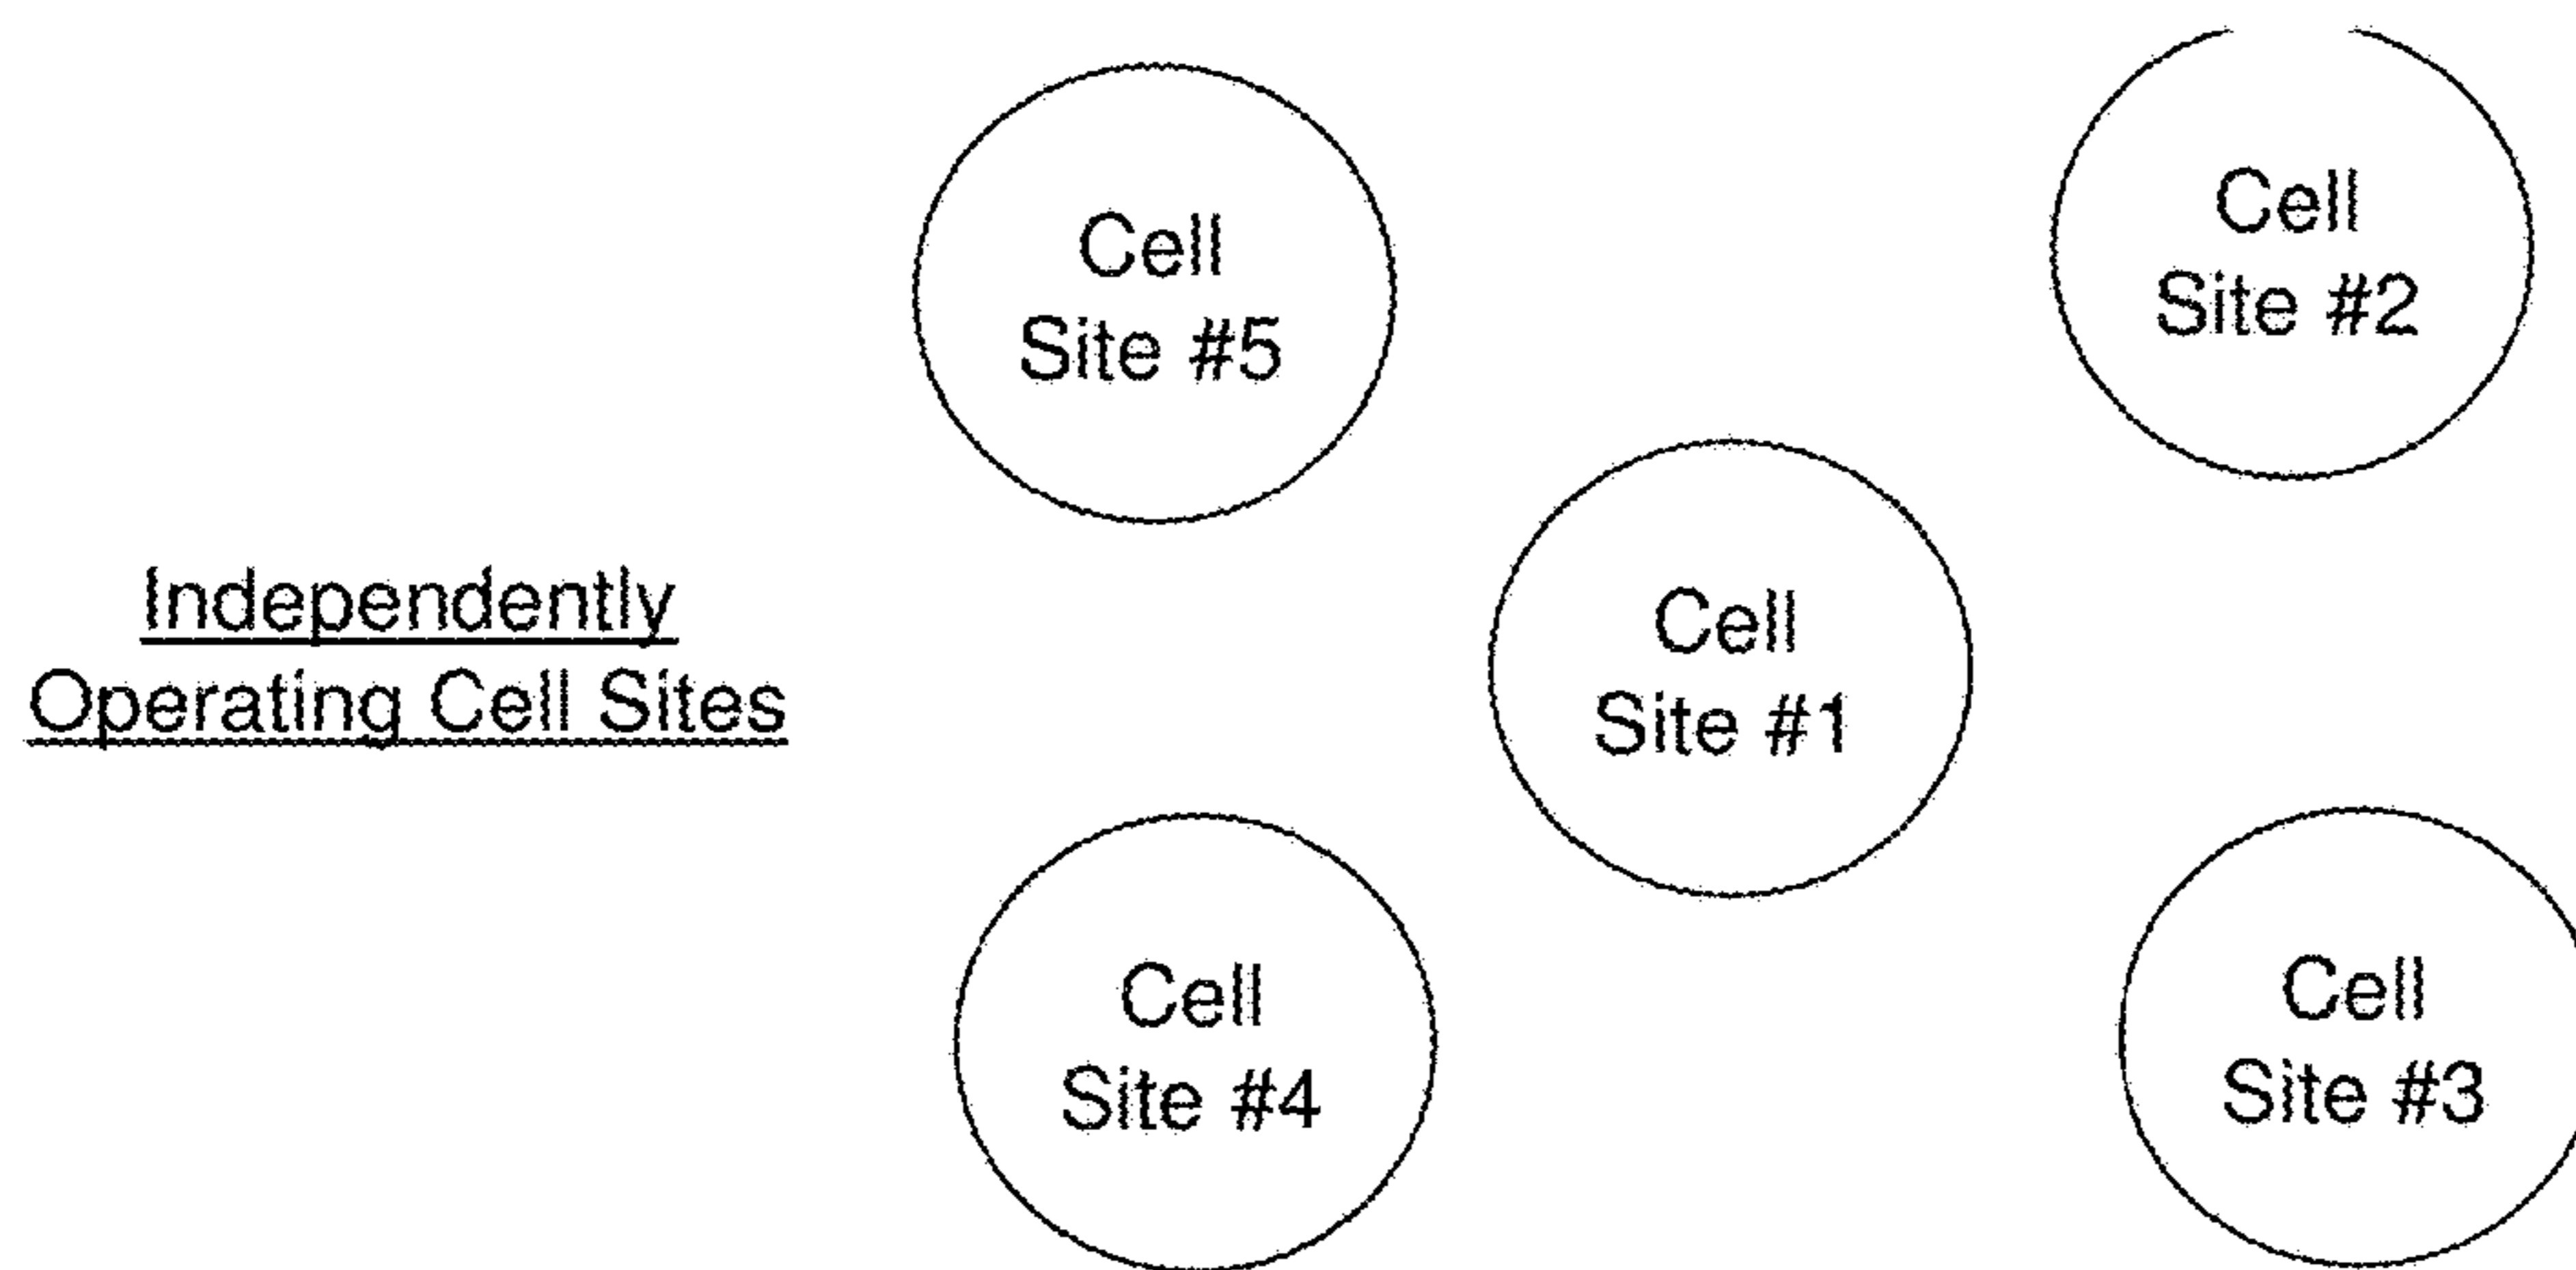 Independently
Operating Cell Sites
Cell
Site #5
Cell
Site #2
Cell
Site #1
Cell
Site #4
Cell
Site #3